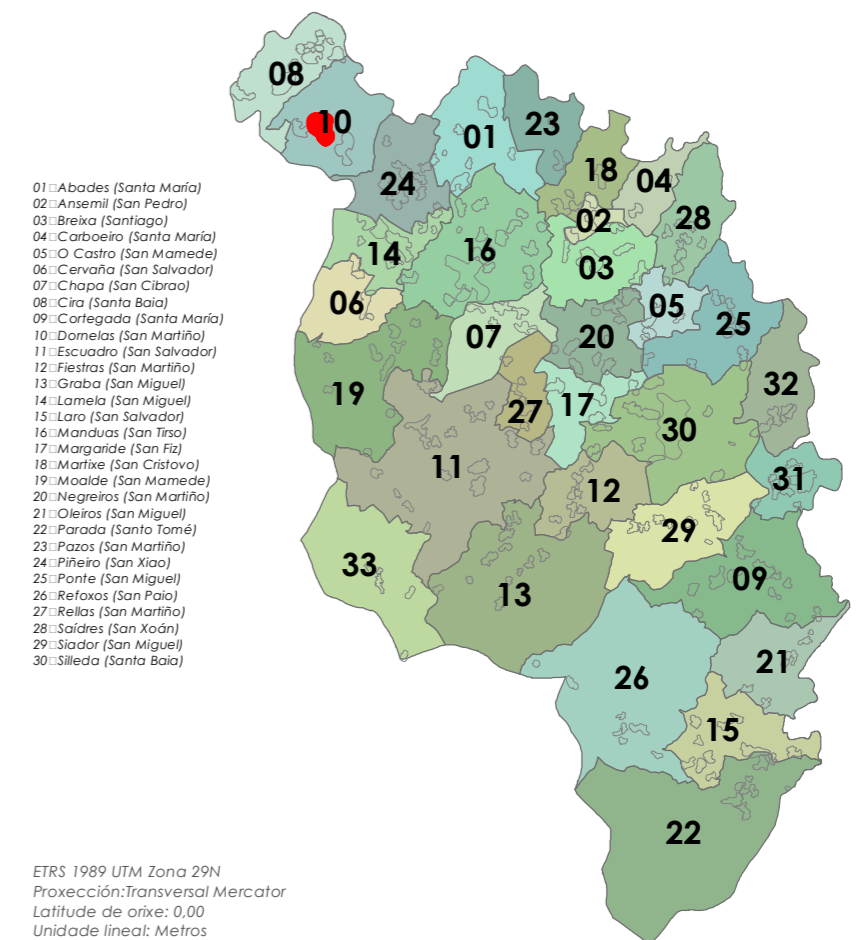 08
10
01
23
18
04
24
02
28
14
16
03
06
05
25
07
20
19
32
27
17
30
11
31
12
29
33
13
09
21
26
15
22
01□Abades (Santa María)
02□Ansemil (San Pedro)
03□Breixa (Santiago)
04□Carboeiro (Santa María)
05□O Castro (San Mamede)
06□Cervaña (San Salvador)
07□Chapa (San Cibrao)
08□Cira (Santa Baia)
09□Cortegada (Santa María)
10□Dornelas (San Martiño)
11□Escuadro (San Salvador)
12□Fiestras (San Martiño)
13□Graba (San Miguel)
14□Lamela (San Miguel)
15□Laro (San Salvador)
16□Manduas (San Tirso)
17□Margaride (San Fiz)
18□Martixe (San Cristovo)
19□Moalde (San Mamede)
20□Negreiros (San Martiño)
21□Oleiros (San Miguel)
22□Parada (Santo Tomé)
23□Pazos (San Martiño)
24□Piñeiro (San Xiao)
25□Ponte (San Miguel)
26□Refoxos (San Paio)
27□Rellas (San Martiño)
28□Saídres (San Xoán)
29□Siador (San Miguel)
30□Silleda (Santa Baia)
ETRS 1989 UTM Zona 29N
Proxección:Transversal Mercator
Latitude de orixe: 0,00
Unidade lineal: Metros